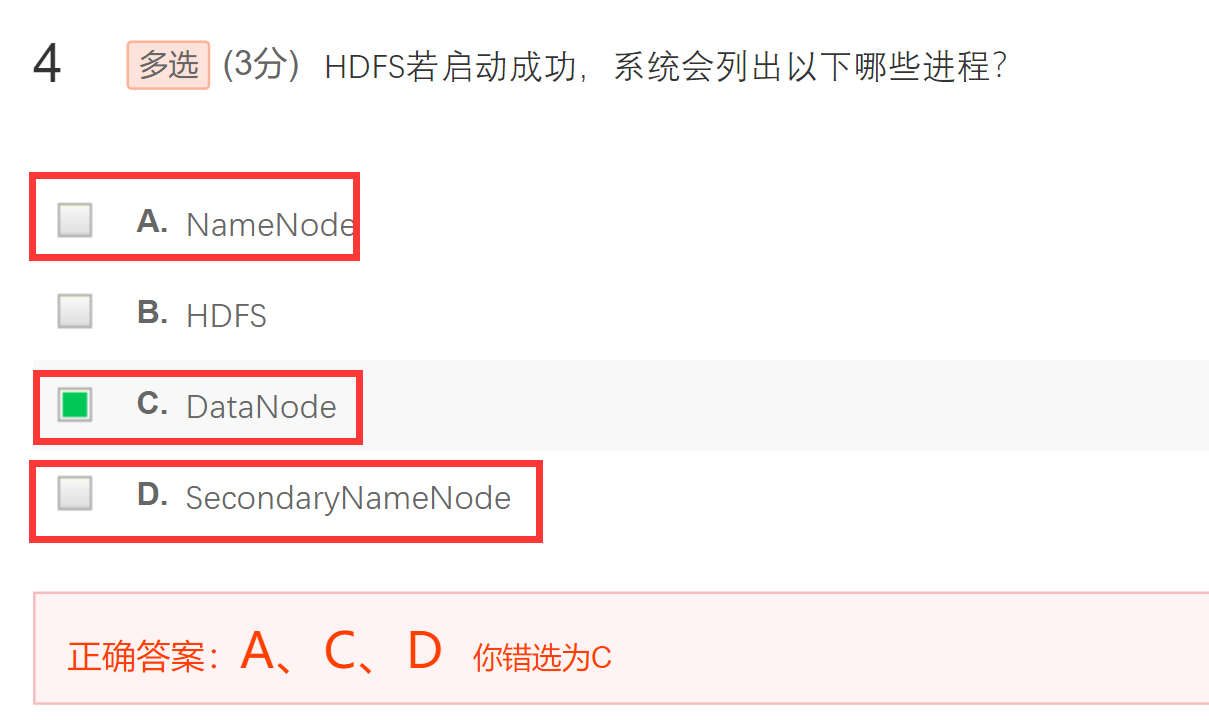 4 多选 (3分) HDFS若启动成功，系统会列出以下哪些进程？
A. NameNode
B. HDFS
C. DataNode
D. SecondaryNameNode
正确答案：A、C、D 你错选为C